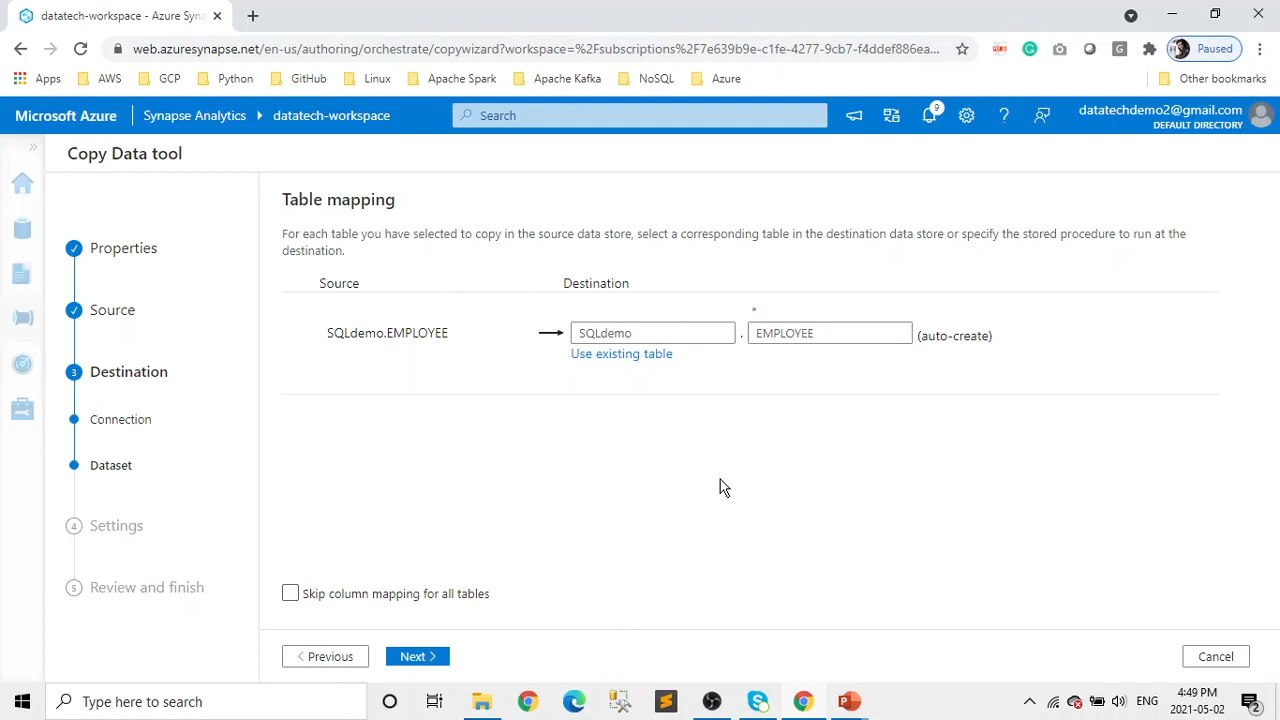 datatech-workspace - Azure Syna
web.azuresynapse.net/en-us/authoring/orchestrate/copywizard?workspace=%2Fsubscriptions%2F7e639b9e-c1fe-4277-9cb7-f4ddef886ea...
Paused
Apps AWS GCP Python GitHub Linux Apache Spark Apache Kafka NoSQL Azure Other bookmarks
Microsoft Azure Synapse Analytics datatech-workspace Search 9 datatechdemo2@gmail.com
DEFAULT DIRECTORY
Copy Data tool
Properties
Source
3 Destination
Connection
Dataset
4 Settings
5 Review and finish
Table mapping
For each table you have selected to copy in the source data store, select a corresponding table in the destination data store or specify the stored procedure to run at the
destination.
Source Destination
*
SQLdemo.EMPLOYEE SQLdemo . EMPLOYEE (auto-create)
Use existing table
Skip column mapping for all tables
< Previous Next > Cancel
Type here to search
ENG
4:49 PM
2021-05-02
2